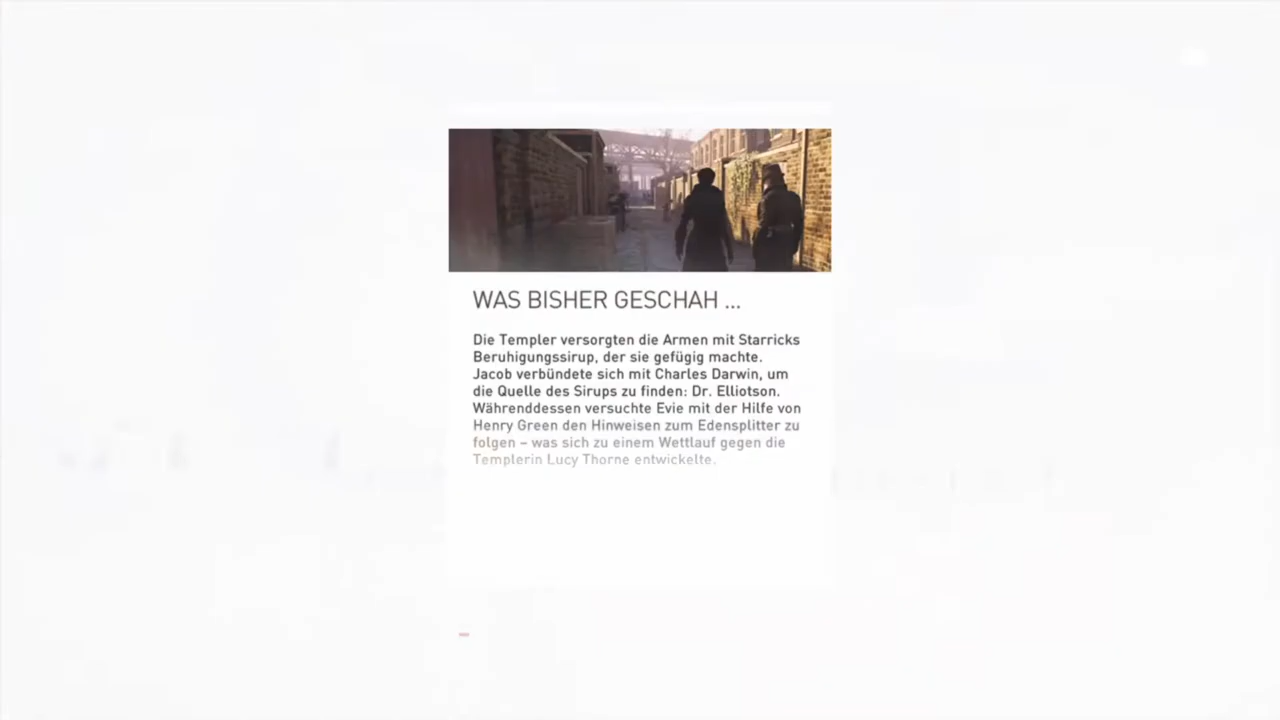 WAS BISHER GESCHAH ...
Die Templer versorgten die Armen mit Starricks
Beruhigungssirup, der sie gefügig machte.
Jacob verbündete sich mit Charles Darwin, um
die Quelle des Sirups zu finden: Dr. Elliotson.
Währenddessen versuchte Evie mit der Hilfe von
Henry Green den Hinweisen zum Edensplitter zu
folgen – was sich zu einem Wettlauf gegen die
Templerin Lucy Thorne entwickelte.